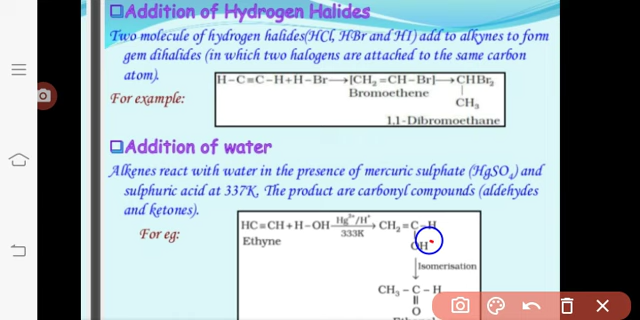 Addition of Hydrogen Halides
Two molecule of hydrogen halides(HCl, HBr and HI) add to alkynes to form
gem dihalides (in which two halogens are attached to the same carbon
atom).
For example:
H−C≡C−H+H−Br⟶[CH₂=CH−Br]⟶CHBr₂
Bromoethene
CH₃
1,1-Dibromoethane
Addition of water
Alkenes react with water in the presence of mercuric sulphate (HgSO₄) and
sulphuric acid at 337K. The product are carbonyl compounds (aldehydes
and ketones).
For eg:
HC≡CH+H−OH Hg²⁺/H⁺ 333K ⟶ CH₂=C−H
Ethyne
OH
Isomerisation
CH₃−C−H
O